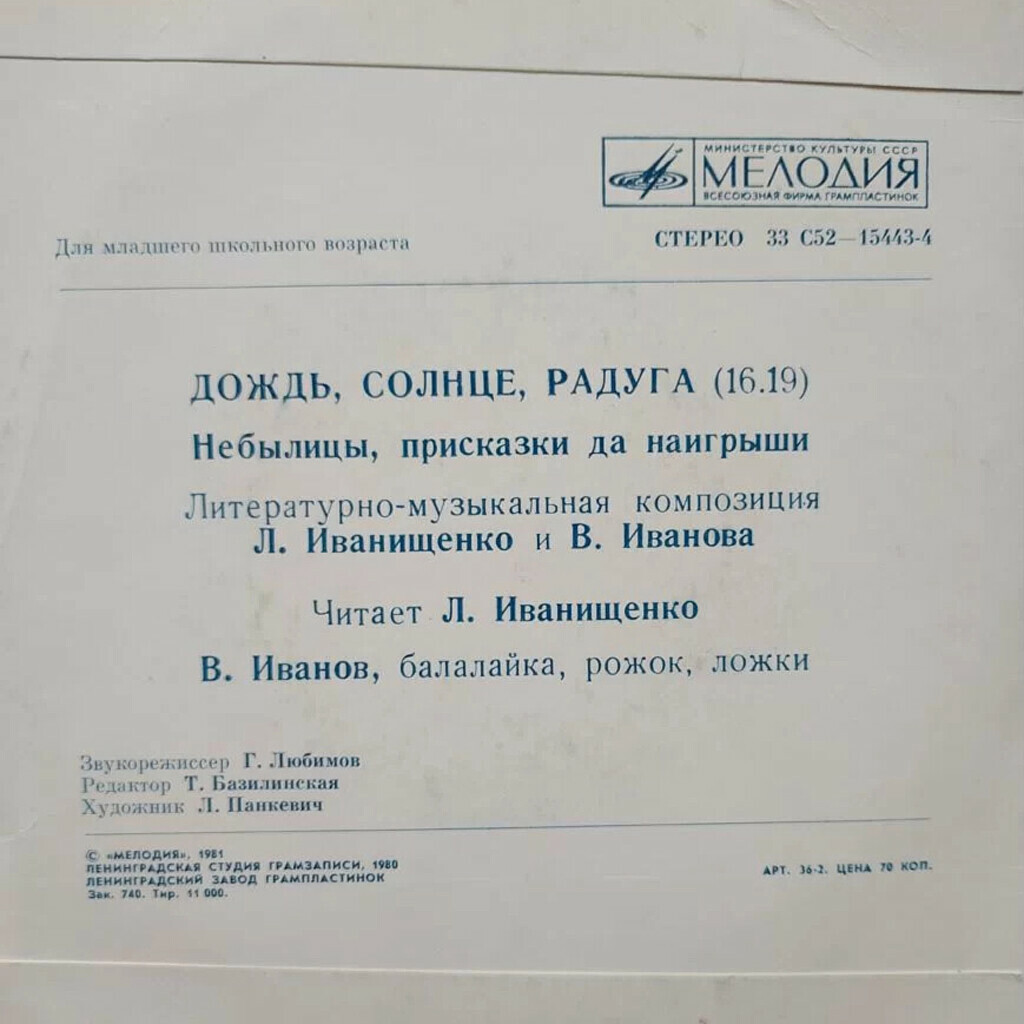 МИНИСТЕРСТВО КУЛЬТУРЫ СССР
МЕЛОДИЯ
ВСЕСОЮЗНАЯ ФИРМА ГРАМПЛАСТИНОК
Для младшего школьного возраста
СТЕРЕО 33 С52—15443-4
ДОЖДЬ, СОЛНЦЕ, РАДУГА (16.19)
Небылицы, присказки да наигрыши
Литературно-музыкальная композиция
Л. Иванищенко и В. Иванова
Читает Л. Иванищенко
В. Иванов, балалайка, рожок, ложки
Звукорежиссер Г. Любимов
Редактор Т. Базилинская
Художник Л. Панкевич
© «МЕЛОДИЯ», 1981
ЛЕНИНГРАДСКАЯ СТУДИЯ ГРАМЗАПИСИ, 1980
ЛЕНИНГРАДСКИЙ ЗАВОД ГРАМПЛАСТИНОК
Зак. 740. Тир. 11 000.
АРТ. 36-2. ЦЕНА 70 КОП.